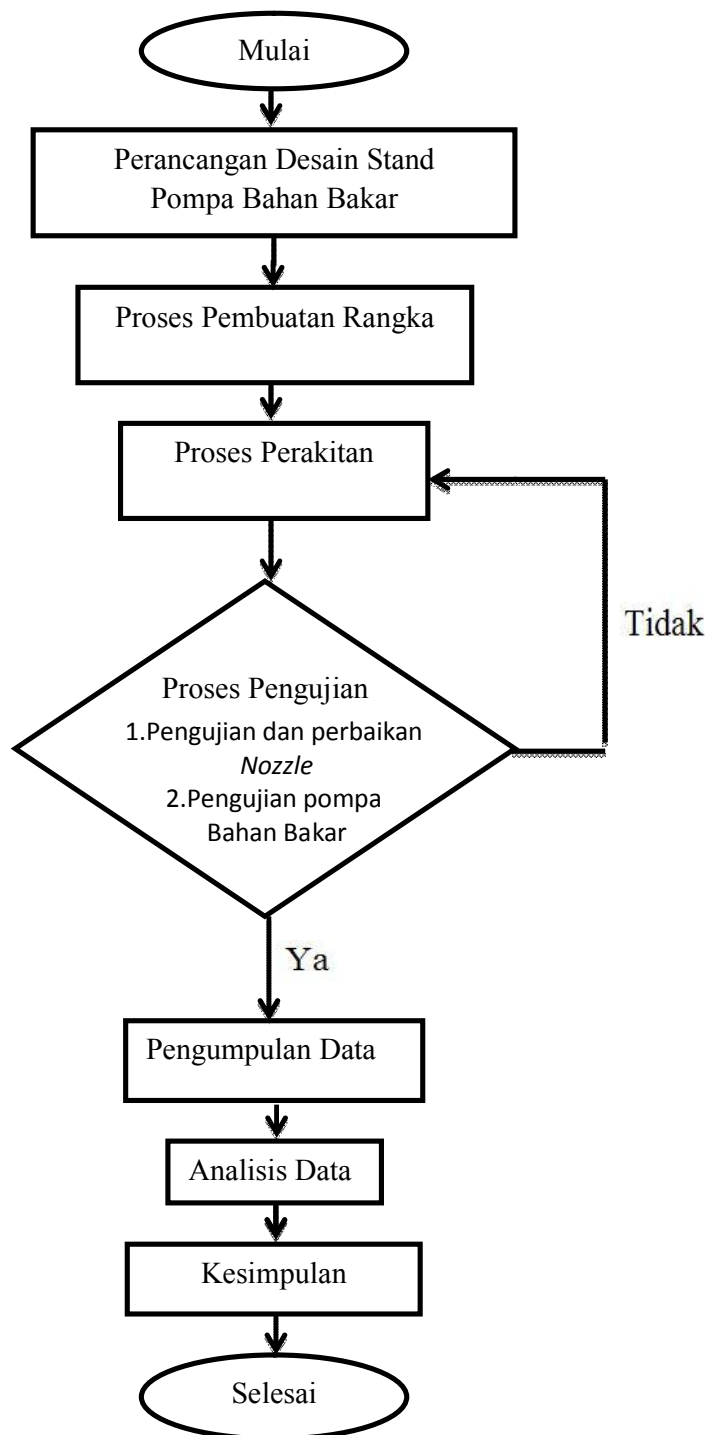 Mulai
Perancangan Desain Stand
Pompa Bahan Bakar
Proses Pembuatan Rangka
Proses Perakitan
Tidak
Proses Pengujian
1.Pengujian dan perbaikan
Nozzle
2.Pengujian pompa
Bahan Bakar
Ya
Pengumpulan Data
Analisis Data
Kesimpulan
Selesai